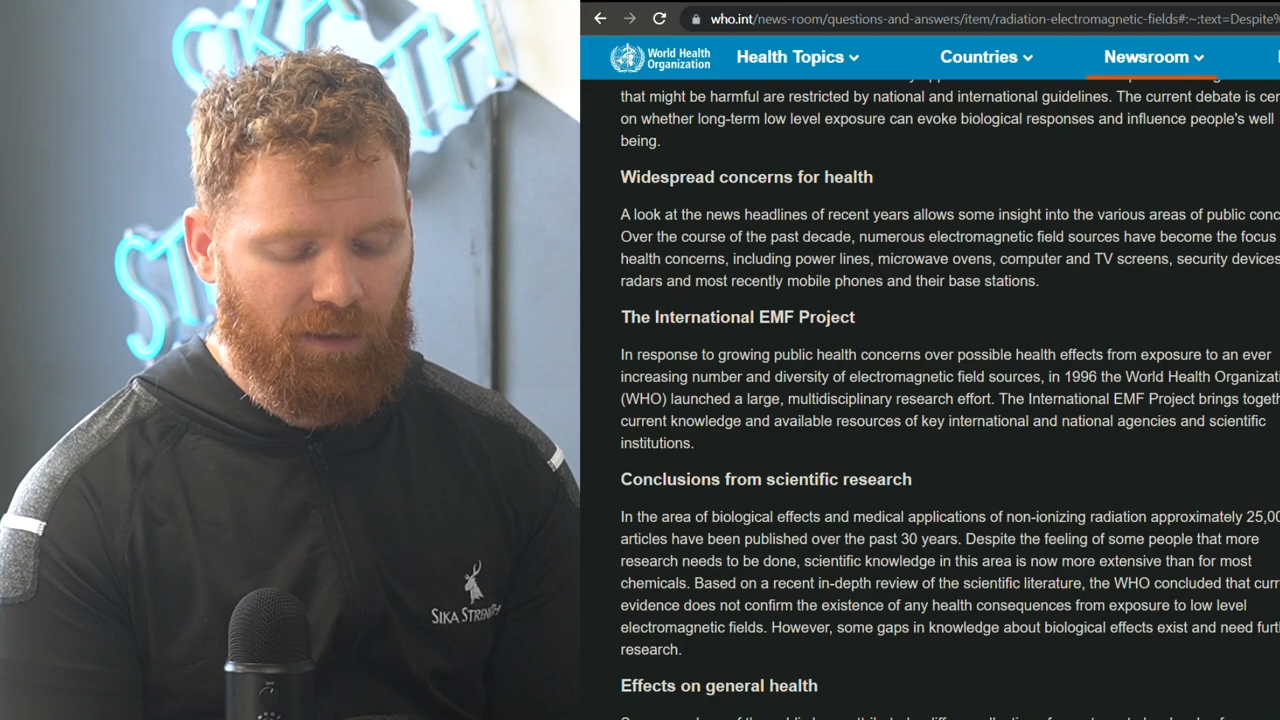 SIKA STRENGTH
who.int/news-room/questions-and-answers/item/radiation-electromagnetic-fields#:~:text=Despite%
World Health
Organization
Health Topics
Countries
Newsroom
that might be harmful are restricted by national and international guidelines. The current debate is cen
on whether long-term low level exposure can evoke biological responses and influence people's well
being.
Widespread concerns for health
A look at the news headlines of recent years allows some insight into the various areas of public conc
Over the course of the past decade, numerous electromagnetic field sources have become the focus
health concerns, including power lines, microwave ovens, computer and TV screens, security devices
radars and most recently mobile phones and their base stations.
The International EMF Project
In response to growing public health concerns over possible health effects from exposure to an ever
increasing number and diversity of electromagnetic field sources, in 1996 the World Health Organizati
(WHO) launched a large, multidisciplinary research effort. The International EMF Project brings togeth
current knowledge and available resources of key international and national agencies and scientific
institutions.
Conclusions from scientific research
In the area of biological effects and medical applications of non-ionizing radiation approximately 25,00
articles have been published over the past 30 years. Despite the feeling of some people that more
research needs to be done, scientific knowledge in this area is now more extensive than for most
chemicals. Based on a recent in-depth review of the scientific literature, the WHO concluded that curr
evidence does not confirm the existence of any health consequences from exposure to low level
electromagnetic fields. However, some gaps in knowledge about biological effects exist and need furt
research.
Effects on general health